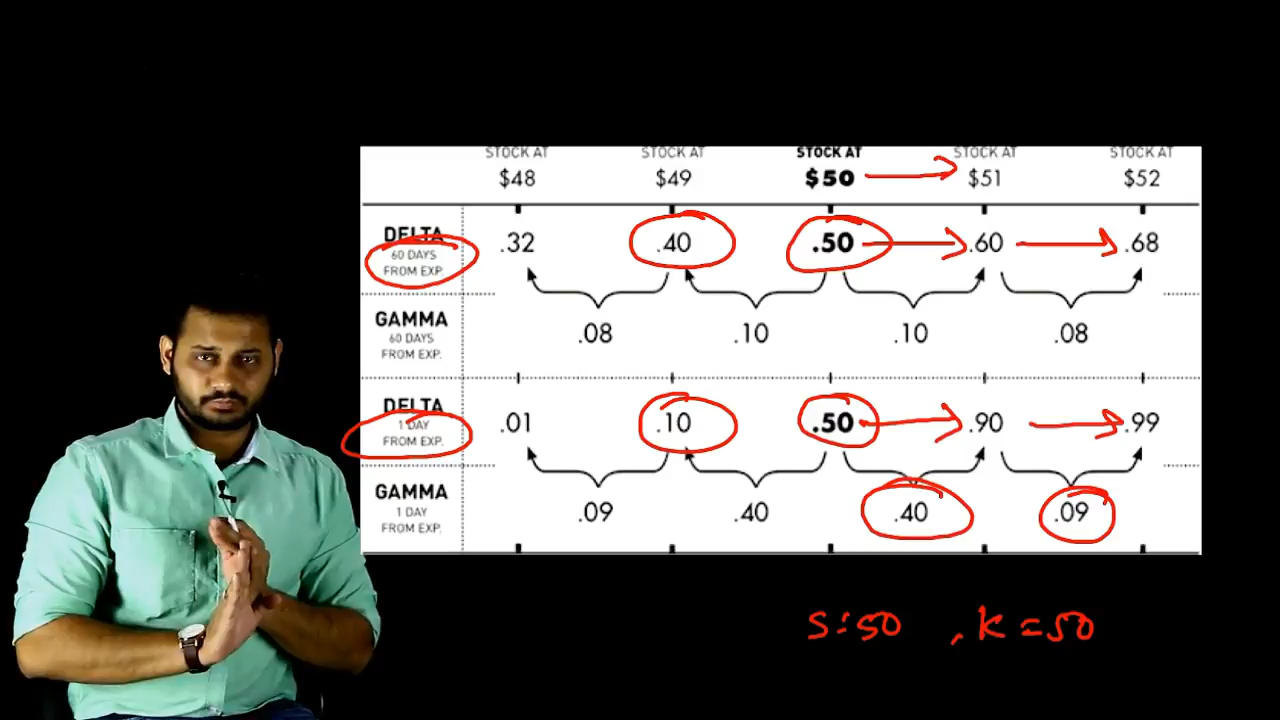 STOCK AT STOCK AT STOCK AT STOCK AT STOCK AT
$48 $49 $50 $51 $52
DELTA
60 DAYS
FROM EXP.
.32 .40 .50 .60 .68
GAMMA
60 DAYS
FROM EXP.
.08 .10 .10 .08
DELTA
1 DAY
FROM EXP.
.01 .10 .50 .90 .99
GAMMA
1 DAY
FROM EXP.
.09 .40 .40 .09
S:50 , K=50